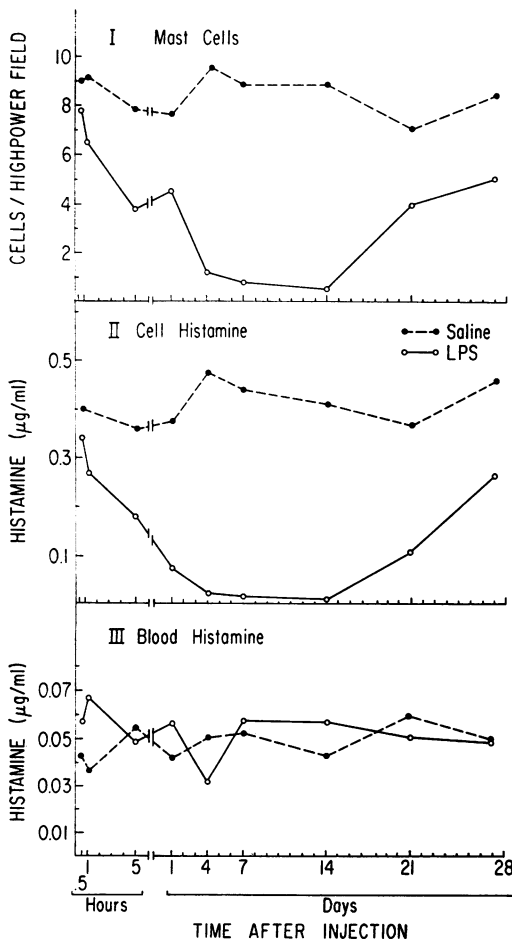 I Mast Cells
CELLS / HIGHPOWER FIELD
10
8
6
4
2
II Cell Histamine
Saline
LPS
HISTAMINE (µg/ml)
0.5
0.3
0.1
III Blood Histamine
HISTAMINE (µg/ml)
0.07
0.05
0.03
0.01
.5 1 5 1 4 7 14 21 28
Hours Days
TIME AFTER INJECTION